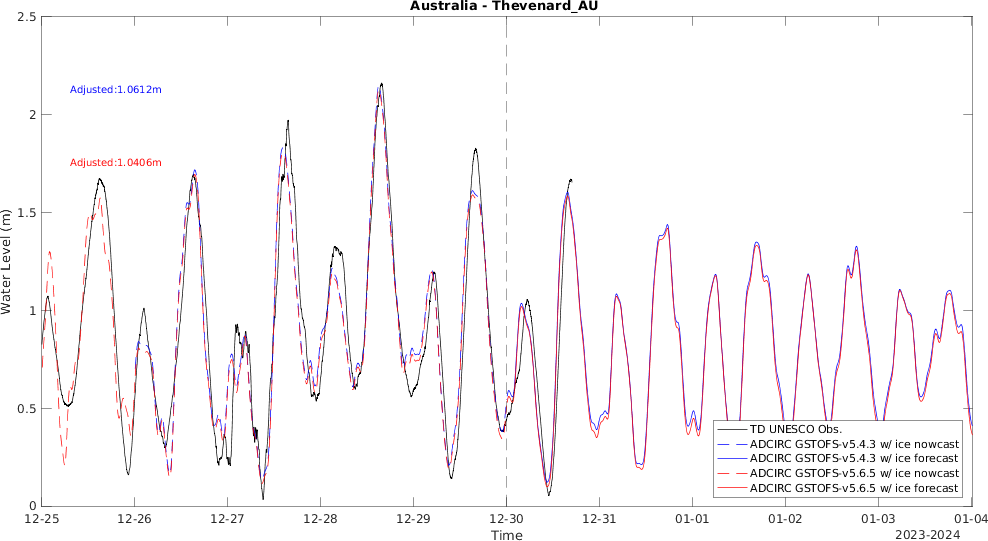 Australia - Thevenard_AU
2.5
2
1.5
1
0.5
0
Water Level (m)
Adjusted:1.0612m
Adjusted:1.0406m
TD UNESCO Obs.
ADCIRC GSTOFS-v5.4.3 w/ ice nowcast
ADCIRC GSTOFS-v5.4.3 w/ ice forecast
ADCIRC GSTOFS-v5.6.5 w/ ice nowcast
ADCIRC GSTOFS-v5.6.5 w/ ice forecast
12-25 12-26 12-27 12-28 12-29 12-30 12-31 01-01 01-02 01-03 01-04
Time
2023-2024